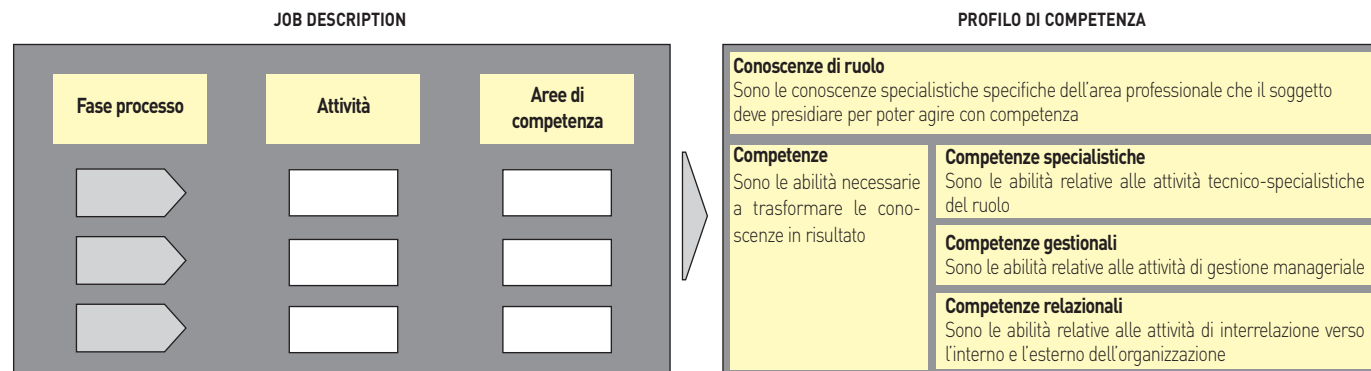 JOB DESCRIPTION
Fase processo
Attività
Aree di
competenza
PROFILO DI COMPETENZA
Conoscenze di ruolo
Sono le conoscenze specialistiche specifiche dell'area professionale che il soggetto
deve presidiare per poter agire con competenza
Competenze
Sono le abilità necessarie
a trasformare le cono-
scenze in risultato
Competenze specialistiche
Sono le abilità relative alle attività tecnico-specialistiche
del ruolo
Competenze gestionali
Sono le abilità relative alle attività di gestione manageriale
Competenze relazionali
Sono le abilità relative alle attività di interrelazione verso
l'interno e l'esterno dell'organizzazione